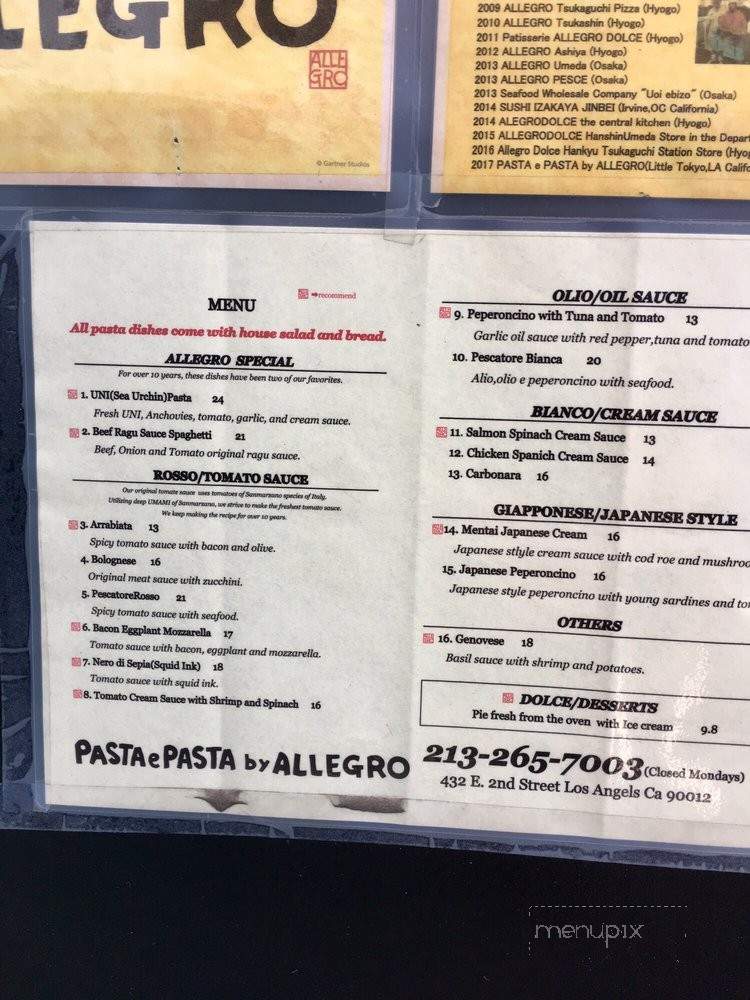 LEGRO
ALLE
GRO
© Gartner Studios
2009 ALLEGRO Tsukaguchi Pizza (Hyogo)
2010 ALLEGRO Tsukashin (Hyogo)
2011 Patisserie ALLEGRO DOLCE (Hyogo)
2012 ALLEGRO Ashiya (Hyogo)
2013 ALLEGRO Umeda (Osaka)
2013 ALLEGRO PESCE (Osaka)
2013 Seafood Wholesale Company "Uoi ebizo" (Osaka)
2014 SUSHI IZAKAYA JINBEI (Irvine,OC California)
2014 ALEGRODOLCE the central kitchen (Hyogo)
2015 ALLEGRODOLCE HanshinUmeda Store in the Depar
2016 Allegro Dolce Hankyu Tsukaguchi Station Store (Hyo
2017 PASTA e PASTA by ALLEGRO(Little Tokyo,LA Califo
➡recommend
MENU
All pasta dishes come with house salad and bread.
ALLEGRO SPECIAL
For over 10 years, these dishes have been two of our favorites.
1. UNI(Sea Urchin)Pasta 24
Fresh UNI, Anchovies, tomato, garlic, and cream sauce.
2. Beef Ragu Sauce Spaghetti 21
Beef, Onion and Tomato original ragu sauce.
ROSSO/TOMATO SAUCE
Our original tomato sauce uses tomatoes of Sanmarzano species of Italy.
Utilizing deep UMAMI of Sanmarzano, we strive to make the freshest tomato sauce.
We keep making the recipe for over 10 years.
3. Arrabiata 13
Spicy tomato sauce with bacon and olive.
4. Bolognese 16
Original meat sauce with zucchini.
5. PescatoreRosso 21
Spicy tomato sauce with seafood.
6. Bacon Eggplant Mozzarella 17
Tomato sauce with bacon, eggplant and mozzarella.
7. Nero di Sepia(Squid Ink) 18
Tomato sauce with squid ink.
8. Tomato Cream Sauce with Shrimp and Spinach 16
PASTA e PASTA by ALLEGRO
OLIO/OIL SAUCE
9. Peperoncino with Tuna and Tomato 13
Garlic oil sauce with red pepper,tuna and tomato
10. Pescatore Bianca 20
Alio,olio e peperoncino with seafood.
BIANCO/CREAM SAUCE
11. Salmon Spinach Cream Sauce 13
12. Chicken Spanich Cream Sauce 14
13. Carbonara 16
GIAPPONESE/JAPANESE STYLE
14. Mentai Japanese Cream 16
Japanese stlyle cream sauce with cod roe and mushroo
15. Japanese Peperoncino 16
Japanese style peperoncino with young sardines and to
OTHERS
16. Genovese 18
Basil sauce with shrimp and potatoes.
DOLCE/DESSERTS
Pie fresh from the oven with Ice cream 9.8
213-265-7003 (Closed Mondays)
432 E. 2nd Street Los Angels Ca 90012
menupix